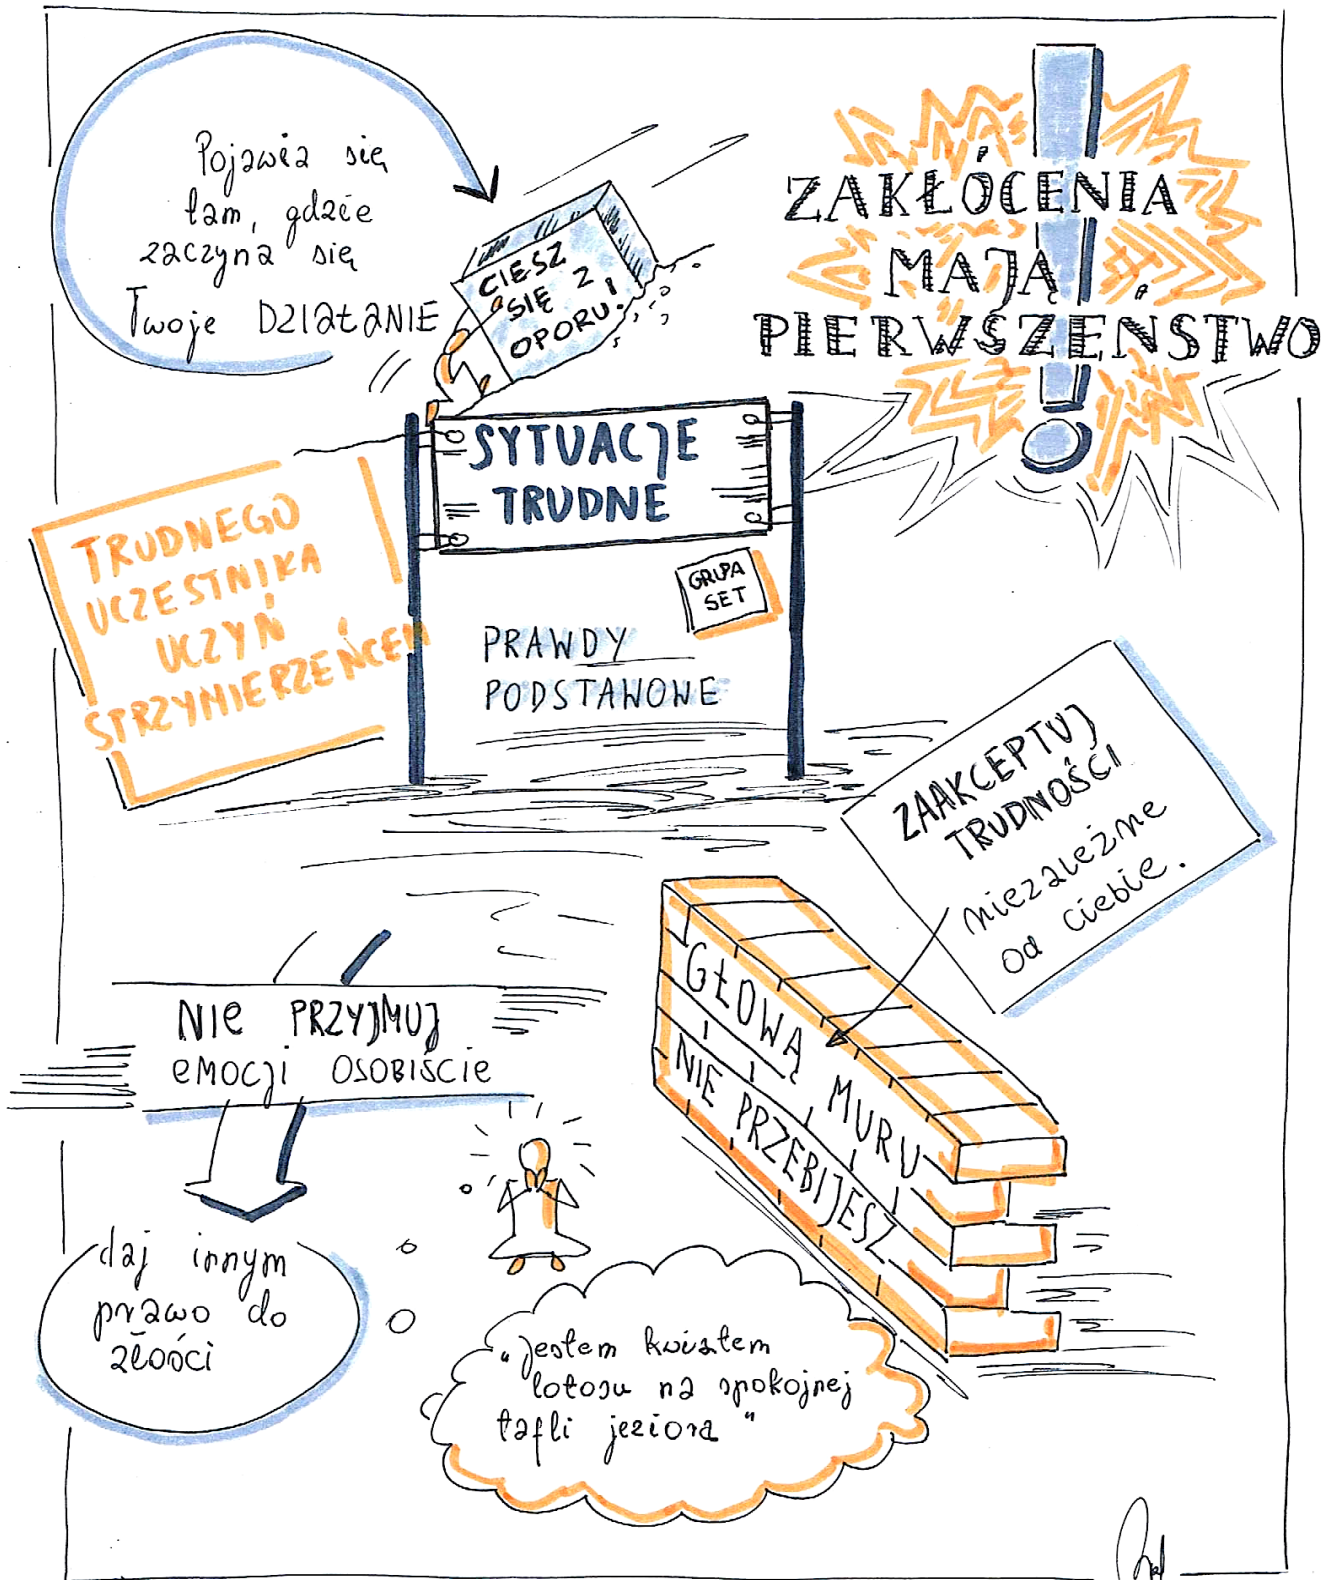 Pojawia się
tam, gdzie
zaczyna się
Twoje DZIAŁANIE
CIESZ
SIĘ Z
OPORU!
ZAKŁÓCENIA
MAJĄ
PIERWSZEŃSTWO
SYTUACJE
TRUDNE
TRUDNEGO
UCZESTNIKA
UCZYŃ
SPRZYMIERZEŃCEM
GRUPA
SET
PRAWDY
PODSTAWOWE
ZAAKCEPTUJ
TRUDNOŚCI
niezależne
od Ciebie.
GŁOWĄ MURU
NIE PRZEBIJESZ
NIE PRZYJMUJ
EMOCJI OSOBIŚCIE
daj innym
prawo do
złości
"Jestem kwiatem
lotosu na spokojnej
tafli jeziora"